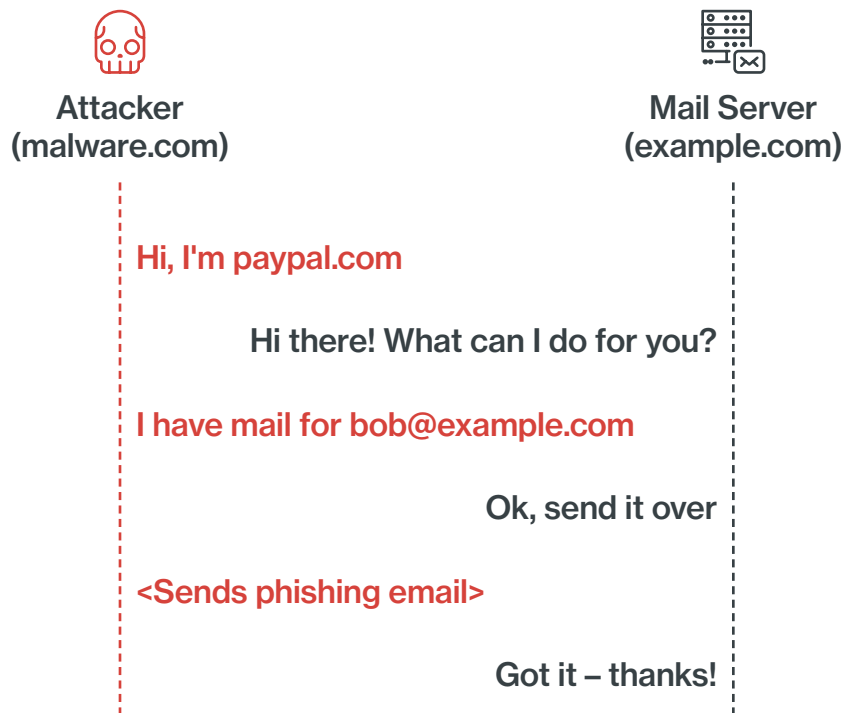 Attacker
(malware.com)
Mail Server
(example.com)
Hi, I'm paypal.com
Hi there! What can I do for you?
I have mail for bob@example.com
Ok, send it over
<Sends phishing email>
Got it – thanks!